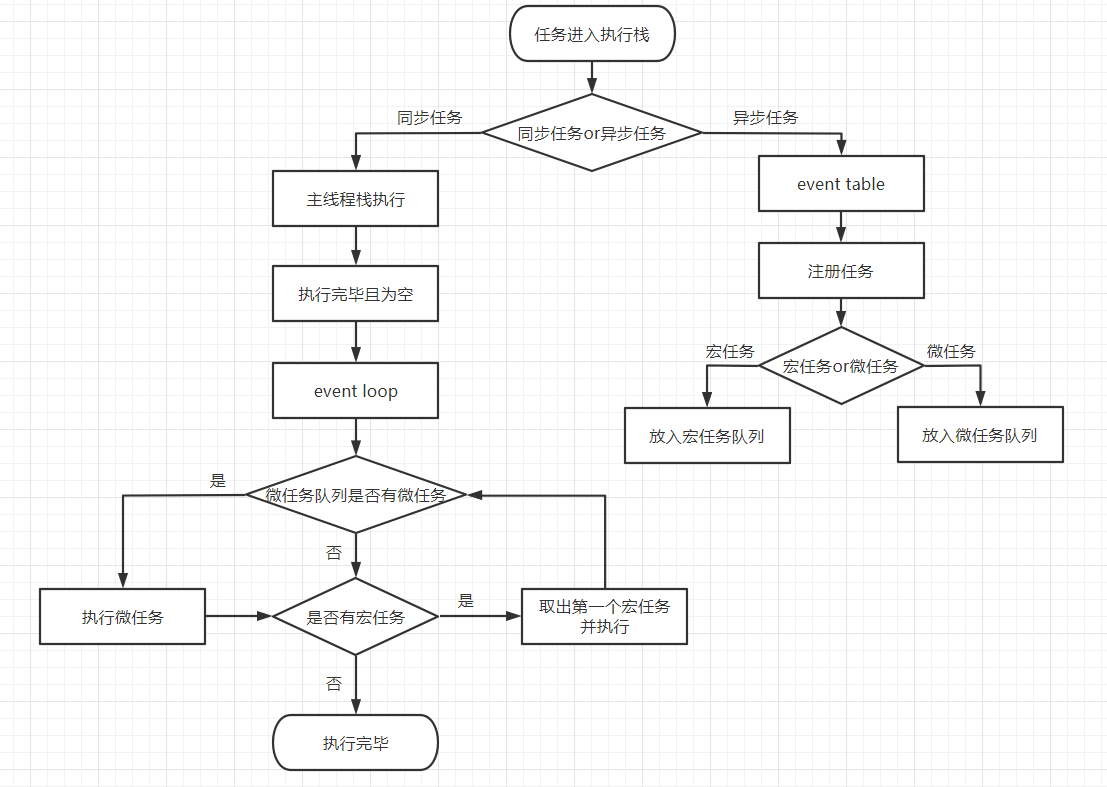 任务进入执行栈
同步任务
异步任务
同步任务or异步任务
主线程栈执行
event table
执行完毕且为空
注册任务
宏任务
微任务
宏任务or微任务
event loop
放入宏任务队列
放入微任务队列
是
微任务队列是否有微任务
否
执行微任务
是否有宏任务
是
取出第一个宏任务
并执行
否
执行完毕